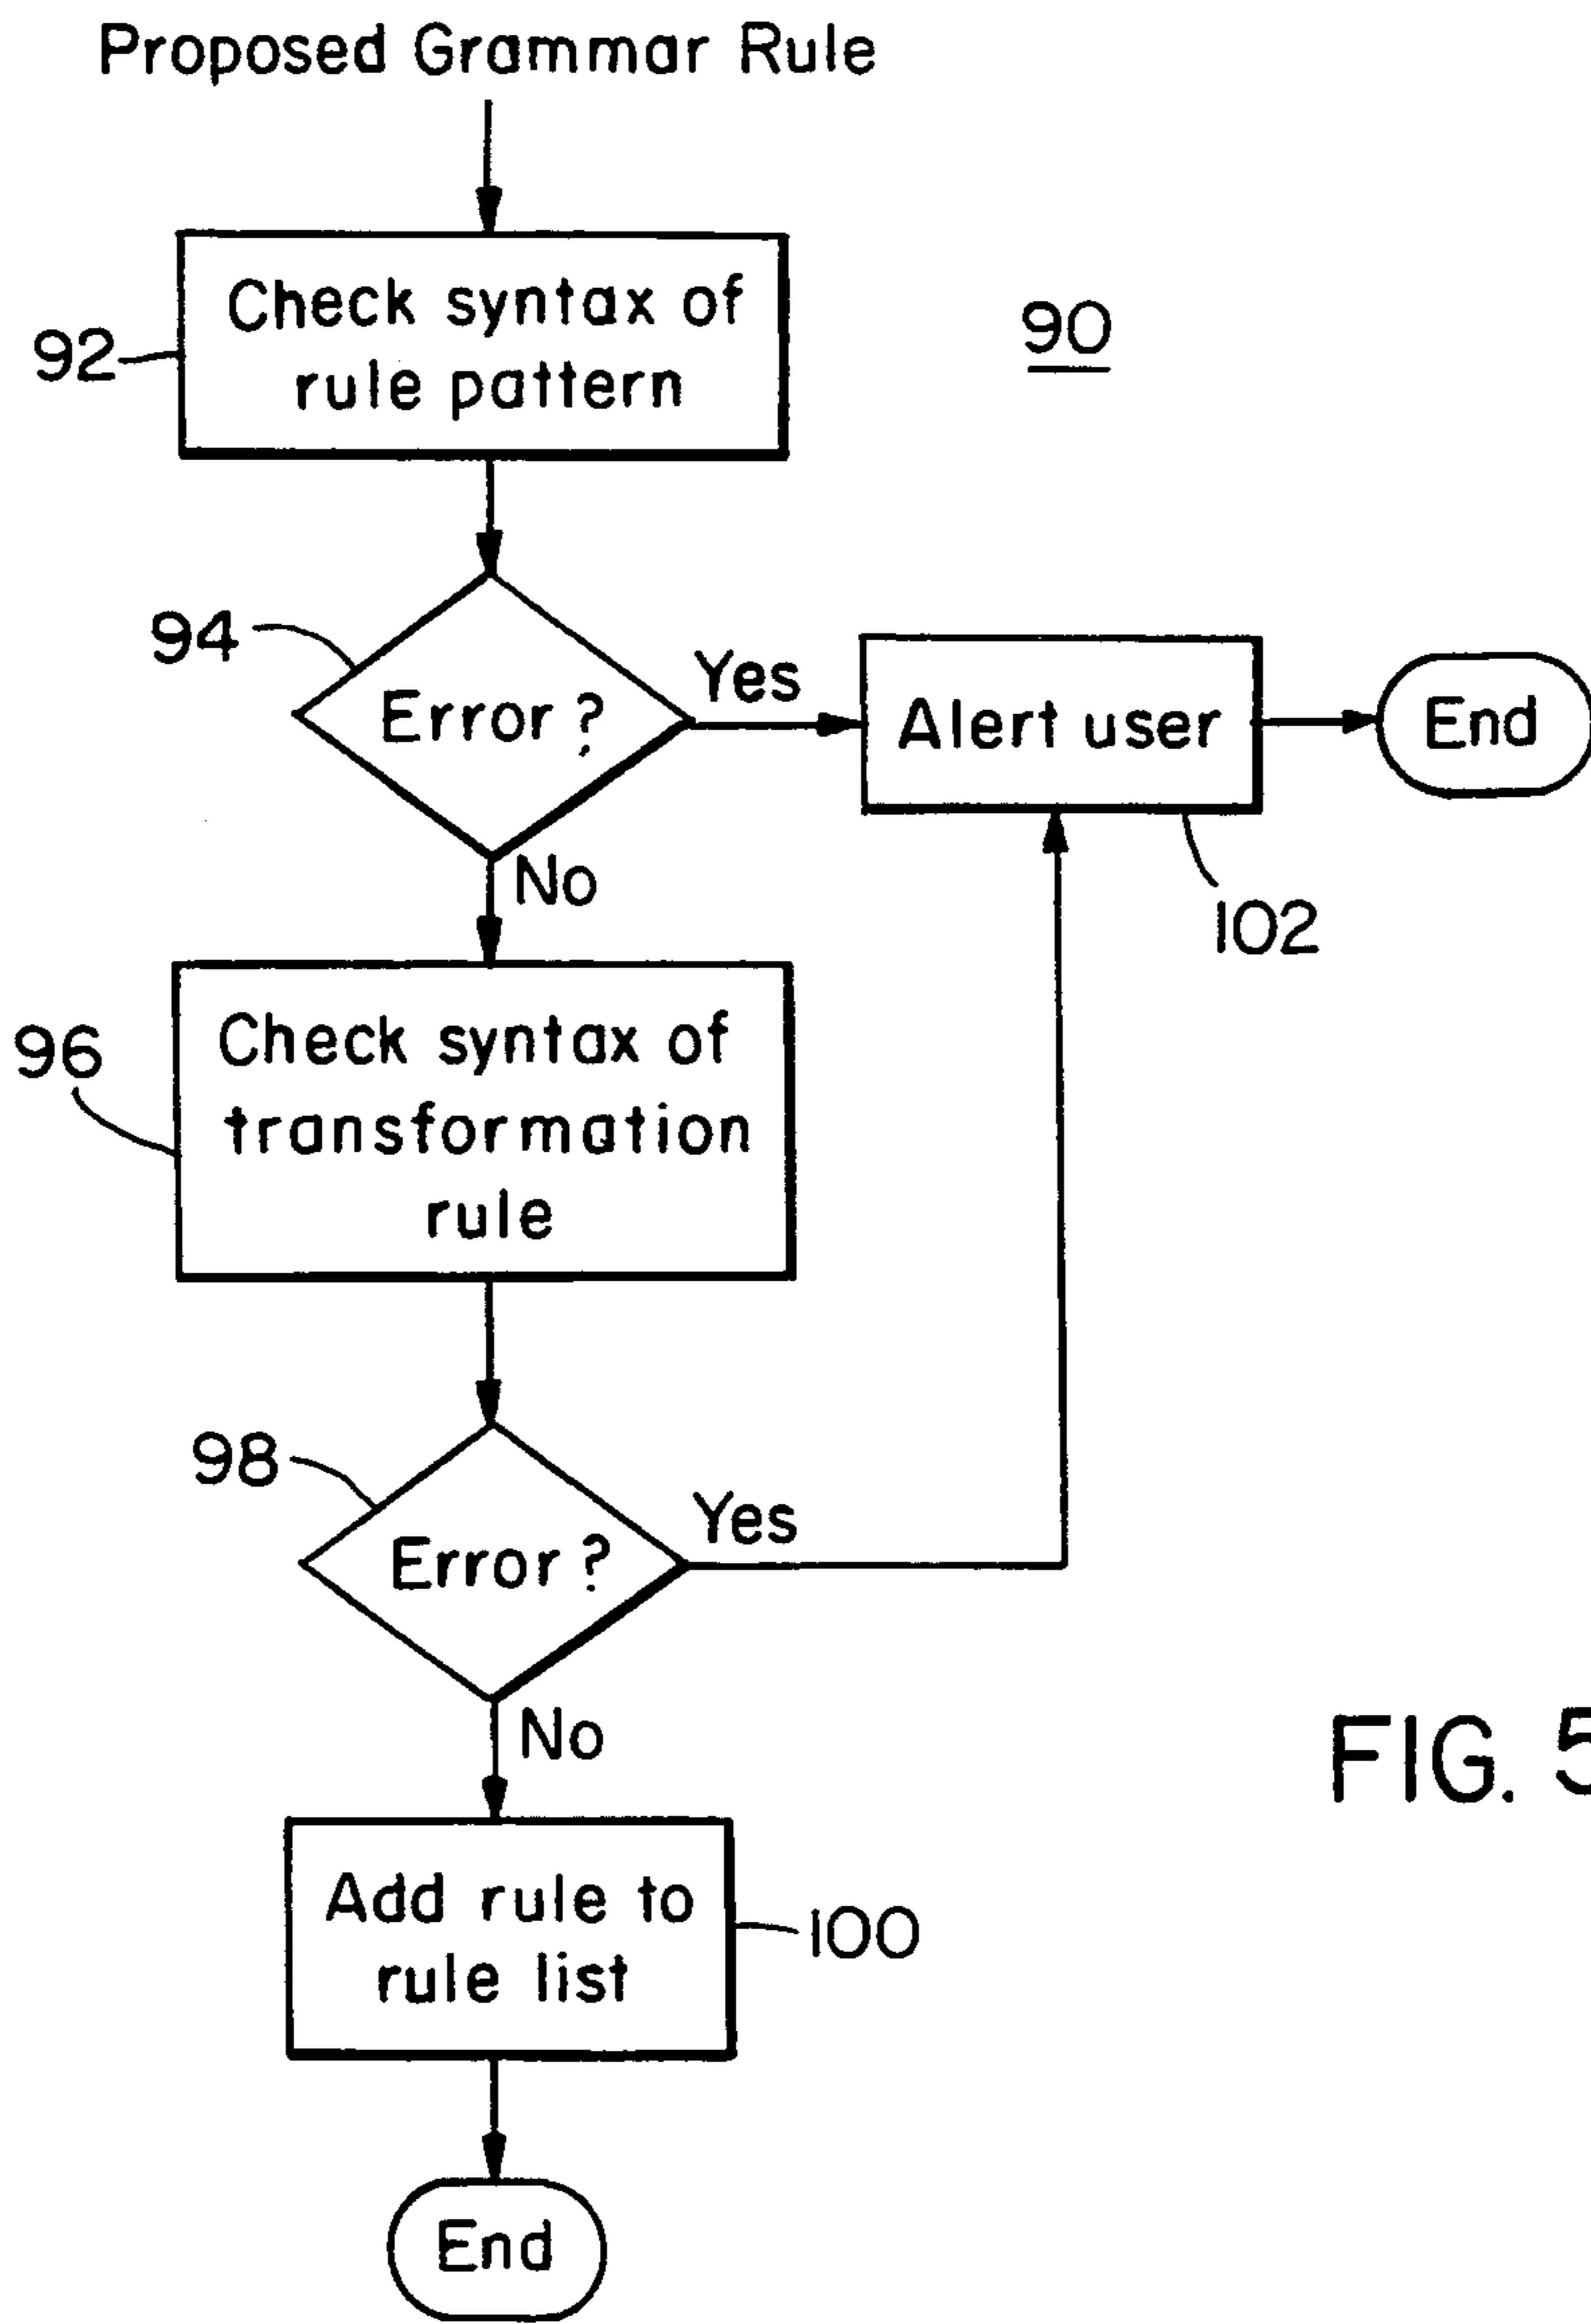 Proposed Grammar Rule
Check syntax of
rule pattern
92
90
94
Error?
Yes
Alert user
End
No
102
96
Check syntax of
transformation
rule
98
Error?
Yes
No
FIG. 5
Add rule to
rule list
100
End